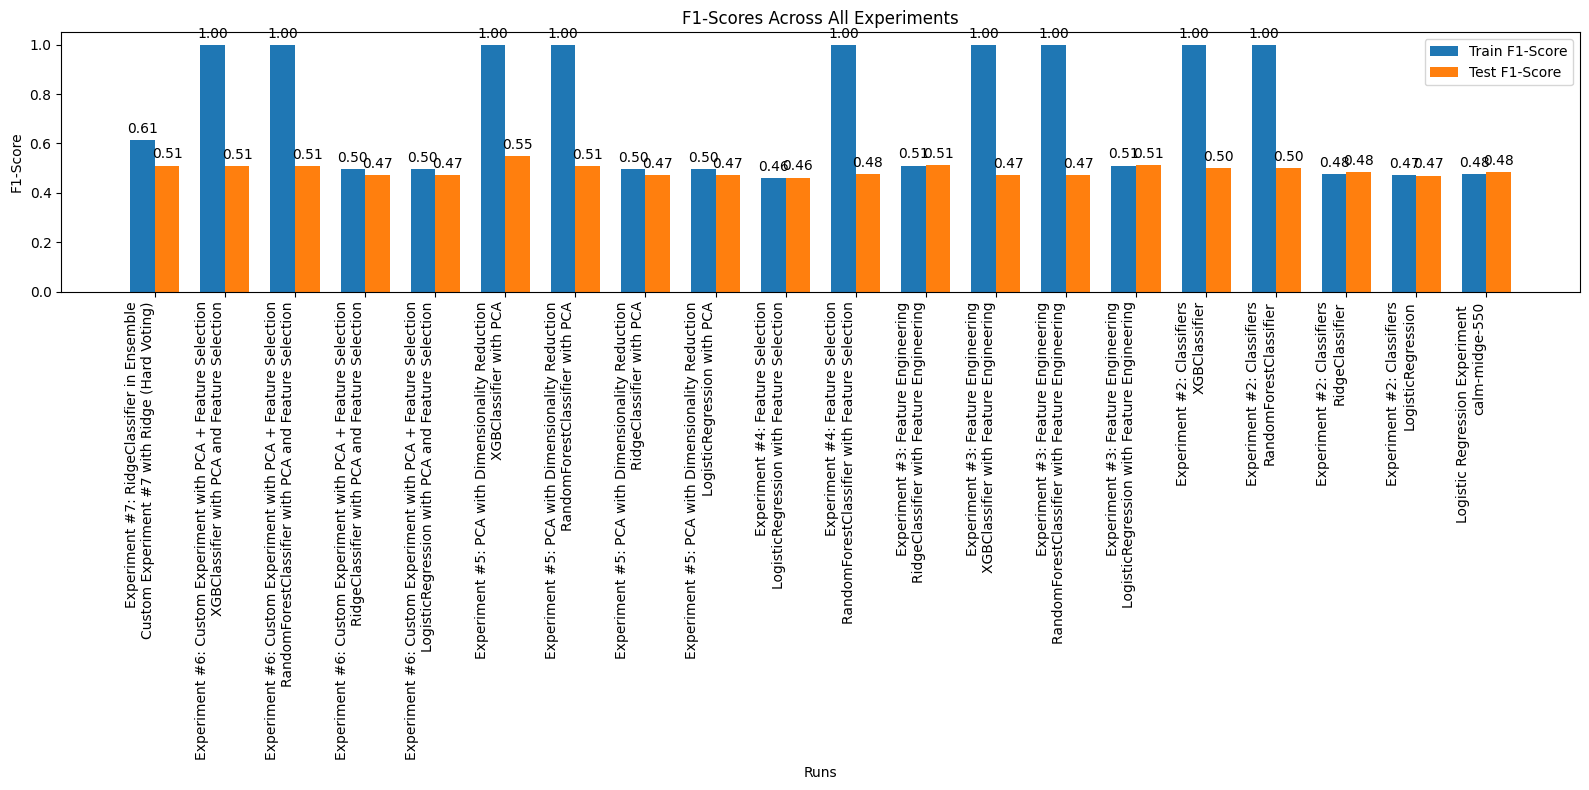 F1-Scores Across All Experiments
F1-Score
1.0
0.8
0.6
0.4
0.2
0.0
Train F1-Score
Test F1-Score
0.61
0.51
1.00
0.51
1.00
0.51
0.50
0.47
0.50
0.47
1.00
0.55
1.00
0.51
0.50
0.47
0.50
0.47
0.46
0.46
1.00
0.48
0.51
0.51
1.00
0.47
1.00
0.47
0.51
0.51
1.00
0.50
1.00
0.50
0.48
0.48
0.47
0.47
0.48
0.48
Experiment #7: RidgeClassifier in Ensemble
Custom Experiment #7 with Ridge (Hard Voting)
Experiment #6: Custom Experiment with PCA + Feature Selection
XGBClassifier with PCA and Feature Selection
Experiment #6: Custom Experiment with PCA + Feature Selection
RandomForestClassifier with PCA and Feature Selection
Experiment #6: Custom Experiment with PCA + Feature Selection
RidgeClassifier with PCA and Feature Selection
Experiment #6: Custom Experiment with PCA + Feature Selection
LogisticRegression with PCA and Feature Selection
Experiment #5: PCA with Dimensionality Reduction
XGBClassifier with PCA
Experiment #5: PCA with Dimensionality Reduction
RandomForestClassifier with PCA
Experiment #5: PCA with Dimensionality Reduction
RidgeClassifier with PCA
Experiment #5: PCA with Dimensionality Reduction
LogisticRegression with PCA
Experiment #4: Feature Selection
LogisticRegression with Feature Selection
Experiment #4: Feature Selection
RandomForestClassifier with Feature Selection
Experiment #3: Feature Engineering
RidgeClassifier with Feature Engineering
Experiment #3: Feature Engineering
XGBClassifier with Feature Engineering
Experiment #3: Feature Engineering
RandomForestClassifier with Feature Engineering
Experiment #3: Feature Engineering
LogisticRegression with Feature Engineering
Experiment #2: Classifiers
XGBClassifier
Experiment #2: Classifiers
RandomForestClassifier
Experiment #2: Classifiers
RidgeClassifier
Experiment #2: Classifiers
LogisticRegression
Logistic Regression Experiment
calm-midge-550
Runs